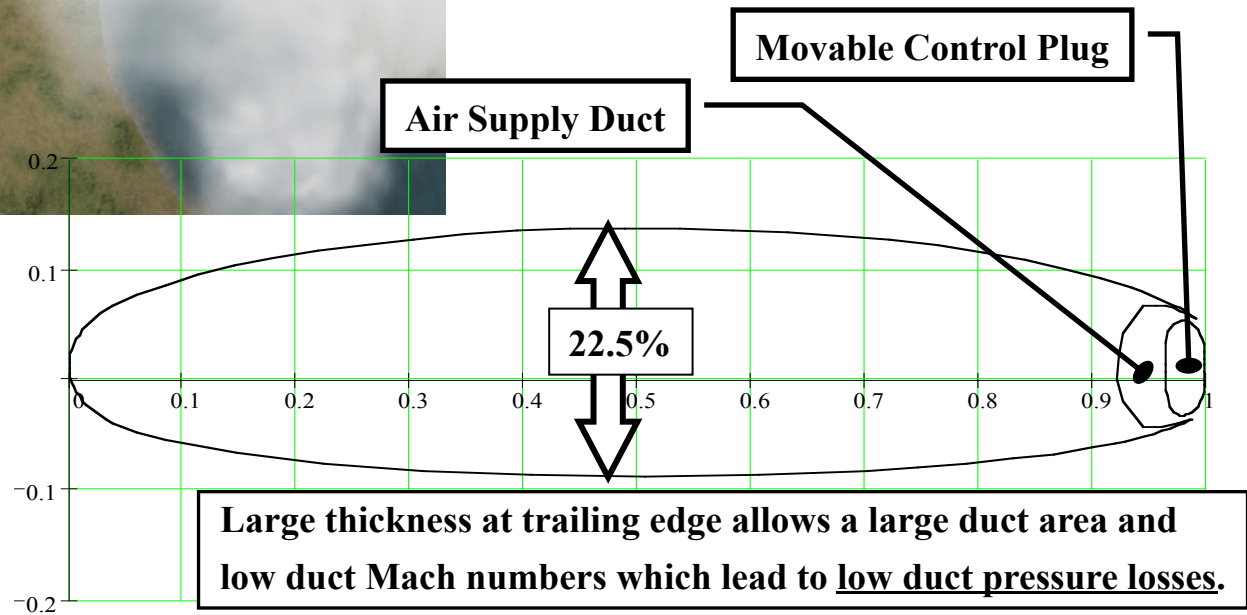 Movable Control Plug
Air Supply Duct
0.2
0.1
22.5%
0 0.1 0.2 0.3 0.4 0.5 0.6 0.7 0.8 0.9 1
−0.1
Large thickness at trailing edge allows a large duct area and
low duct Mach numbers which lead to low duct pressure losses.
−0.2